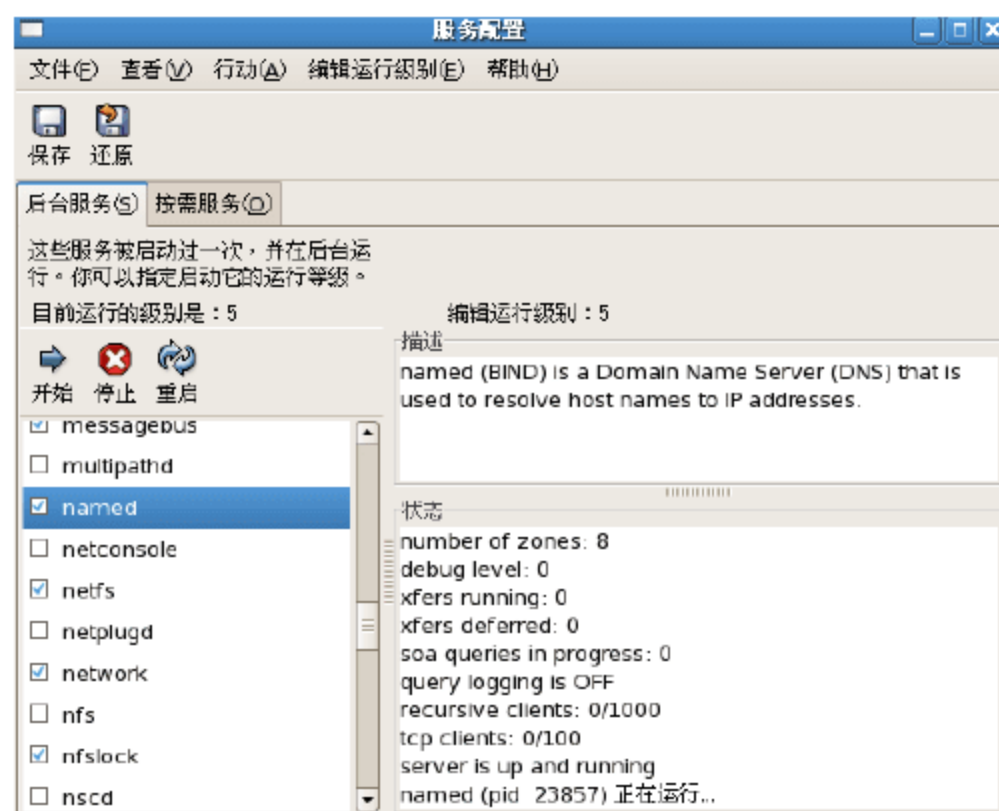 服务配置
文件(F) 查看(V) 行动(A) 编辑运行级别(E) 帮助(H)
保存 还原
后台服务(S) 按需服务(O)
这些服务被启动过一次，并在后台运
行。你可以指定启动它的运行等级。
目前运行的级别是：5
开始 停止 重启
messagebus
multipathd
named
netconsole
netfs
netplugd
network
nfs
nfslock
nscd
编辑运行级别：5
描述
named (BIND) is a Domain Name Server (DNS) that is
used to resolve host names to IP addresses.
状态
number of zones: 8
debug level: 0
xfers running: 0
xfers deferred: 0
soa queries in progress: 0
query logging is OFF
recursive clients: 0/1000
tcp clients: 0/100
server is up and running
named (pid 23857) 正在运行...